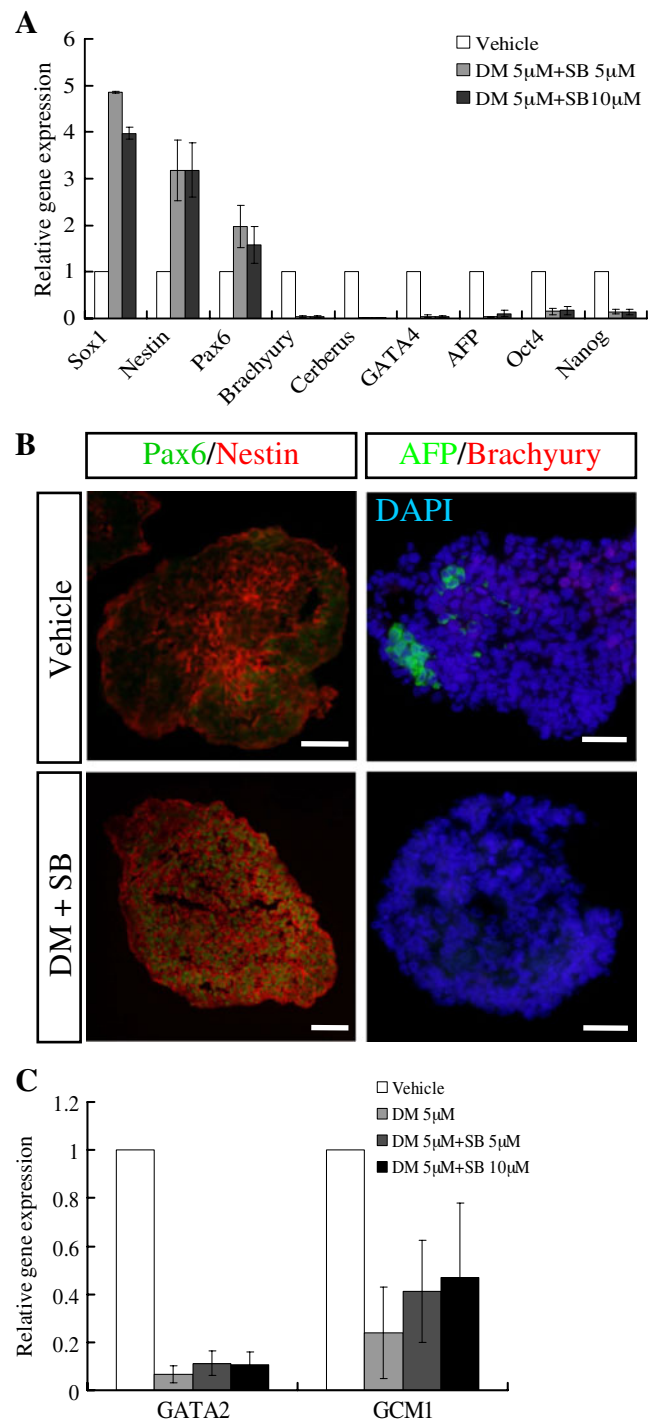 A
Relative gene expression
6
5
4
3
2
1
0
Vehicle
DM 5μM+SB 5μM
DM 5μM+SB10μM
Sox1
Nestin
Pax6
Brachyury
Cerberus
GATA4
AFP
Oct4
Nanog
B
Pax6/Nestin
AFP/Brachyury
Vehicle
DAPI
DM + SB
C
Relative gene expression
1.2
1
0.8
0.6
0.4
0.2
0
Vehicle
DM 5μM
DM 5μM+SB 5μM
DM 5μM+SB 10μM
GATA2
GCM1